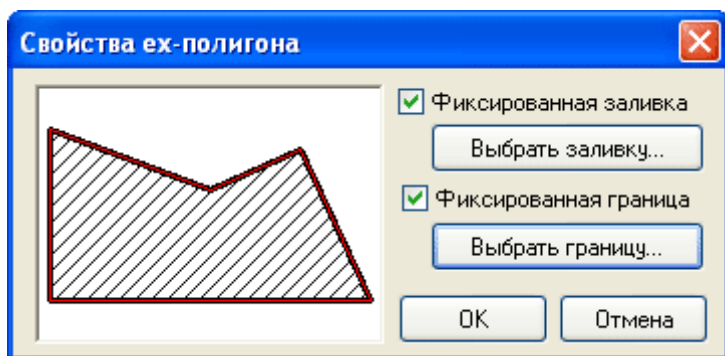 Свойства ex-полигона
Фиксированная заливка
Выбрать заливку...
Фиксированная граница
Выбрать границу...
OK
Отмена